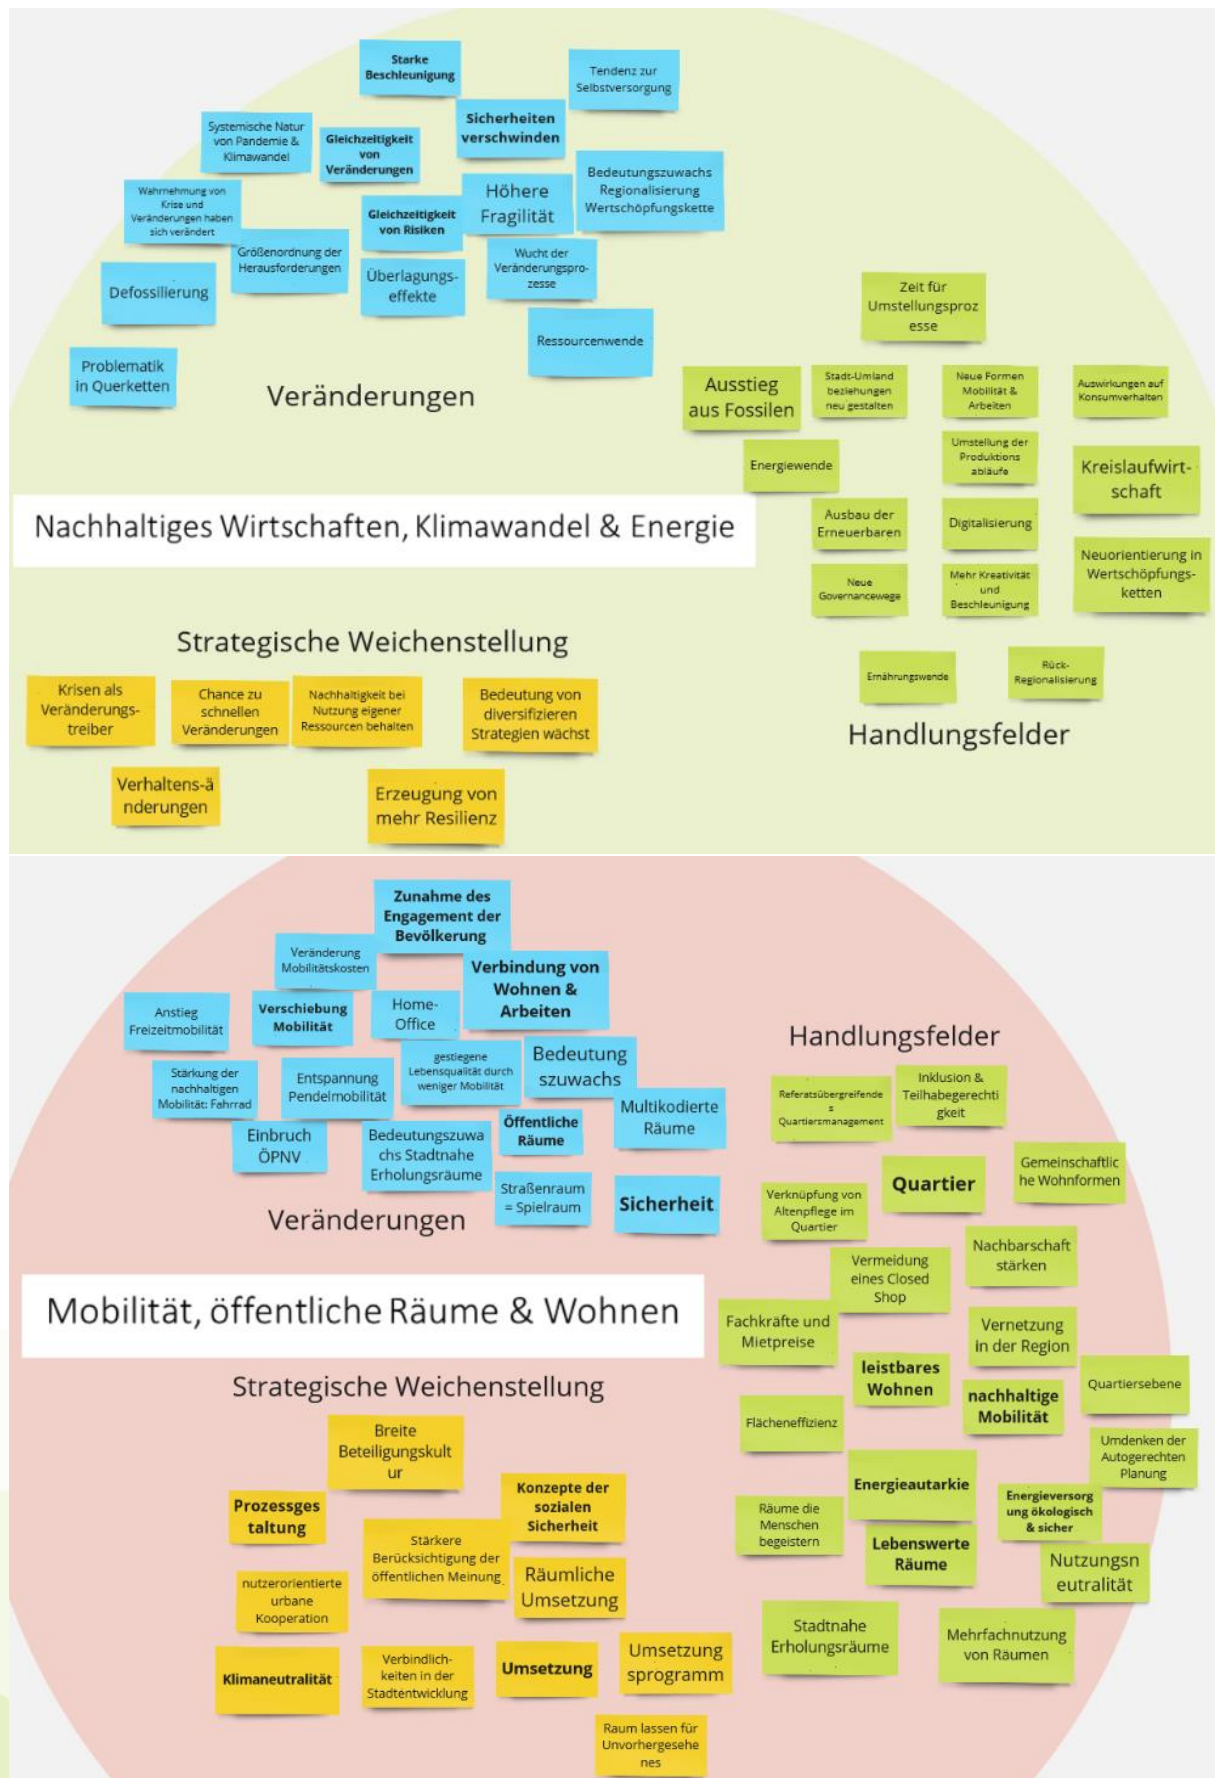 Starke
Beschleunigung
Tendenz zur
Selbstversorgung
Sicherheiten
verschwinden
Systemische Natur
von Pandemie &
Klimawandel
Gleichzeitigkeit
von
Veränderungen
Bedeutungszuwachs
Regionalisierung
Wertschöpfungskette
Höhere
Fragilität
Wahrnehmung von
Krise und
Veränderungen haben
sich verändert
Gleichzeitigkeit
von Risiken
Größenordnung der
Herausforderungen
Wucht der
Veränderungspro-
zesse
Überlagungs-
effekte
Defossilierung
Ressourcenwende
Problematik
in Querketten
Veränderungen
Zeit für
Umstellungsproz
esse
Ausstieg
aus Fossilen
Stadt-Umland
beziehungen
neu gestalten
Neue Formen
Mobilität &
Arbeiten
Auswirkungen auf
Konsumverhalten
Energiewende
Umstellung der
Produktions
abläufe
Kreislaufwirt-
schaft
Ausbau der
Erneuerbaren
Digitalisierung
Neuorientierung in
Wertschöpfungs-
ketten
Neue
Governancewege
Mehr Kreativität
und
Beschleunigung
Ernährungswende
Rück-
Regionalisierung
Handlungsfelder
Nachhaltiges Wirtschaften, Klimawandel & Energie
Strategische Weichenstellung
Krisen als
Veränderungs-
treiber
Chance zu
schnellen
Veränderungen
Nachhaltigkeit bei
Nutzung eigener
Ressourcen behalten
Bedeutung von
diversifizieren
Strategien wächst
Verhaltens-ä
nderungen
Erzeugung von
mehr Resilienz
Zunahme des
Engagement der
Bevölkerung
Veränderung
Mobilitätskosten
Verbindung von
Wohnen &
Arbeiten
Anstieg
Freizeitmobilität
Verschiebung
Mobilität
Home-
Office
Stärkung der
nachhaltigen
Mobilität: Fahrrad
Entspannung
Pendelmobilität
gestiegene
Lebensqualität durch
weniger Mobilität
Bedeutung
szuwachs
Multikodierte
Räume
Einbruch
ÖPNV
Bedeutungszuwa
chs Stadtnahe
Erholungsräume
Öffentliche
Räume
Straßenraum
= Spielraum
Sicherheit
Veränderungen
Handlungsfelder
Referatsübergreifende
s
Quartiersmanagement
Inklusion &
Teilhabegerechti
gkeit
Quartier
Gemeinschaftlic
he Wohnformen
Verknüpfung von
Altenpflege im
Quartier
Nachbarschaft
stärken
Vermeidung
eines Closed
Shop
Fachkräfte und
Mietpreise
Vernetzung
in der Region
leistbares
Wohnen
nachhaltige
Mobilität
Quartiersebene
Flächeneffizienz
Umdenken der
Autogerechten
Planung
Energieautarkie
Energieversorg
ung ökologisch
& sicher
Räume die
Menschen
begeistern
Lebenswerte
Räume
Nutzungsn
eutralität
Stadtnahe
Erholungsräume
Mehrfachnutzung
von Räumen
Mobilität, öffentliche Räume & Wohnen
Strategische Weichenstellung
Breite
Beteiligungskult
ur
Prozessges
taltung
Konzepte der
sozialen
Sicherheit
Stärkere
Berücksichtigung der
öffentlichen Meinung
Räumliche
Umsetzung
nutzerorientierte
urbane
Kooperation
Klimaneutralität
Verbindlich-
keiten in der
Stadtentwicklung
Umsetzung
Umsetzung
sprogramm
Raum lassen für
Unvorhergesehe
nes